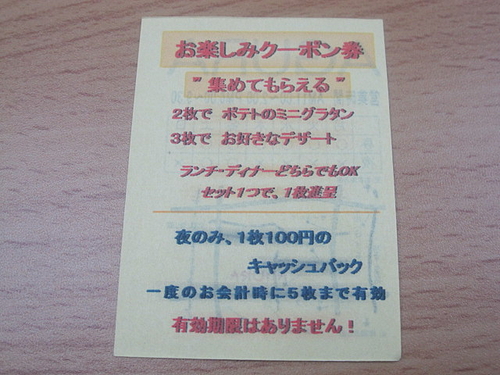 お楽しみクーポン券
"集めてもらえる"
2枚で ポテトのミニグラタン
3枚で お好きなデザート
ランチ・ディナーどちらでもOK
セット1つで、1枚進呈
夜のみ、1枚100円の
キャッシュバック
一度のお会計時に5枚まで有効
有効期限はありません!